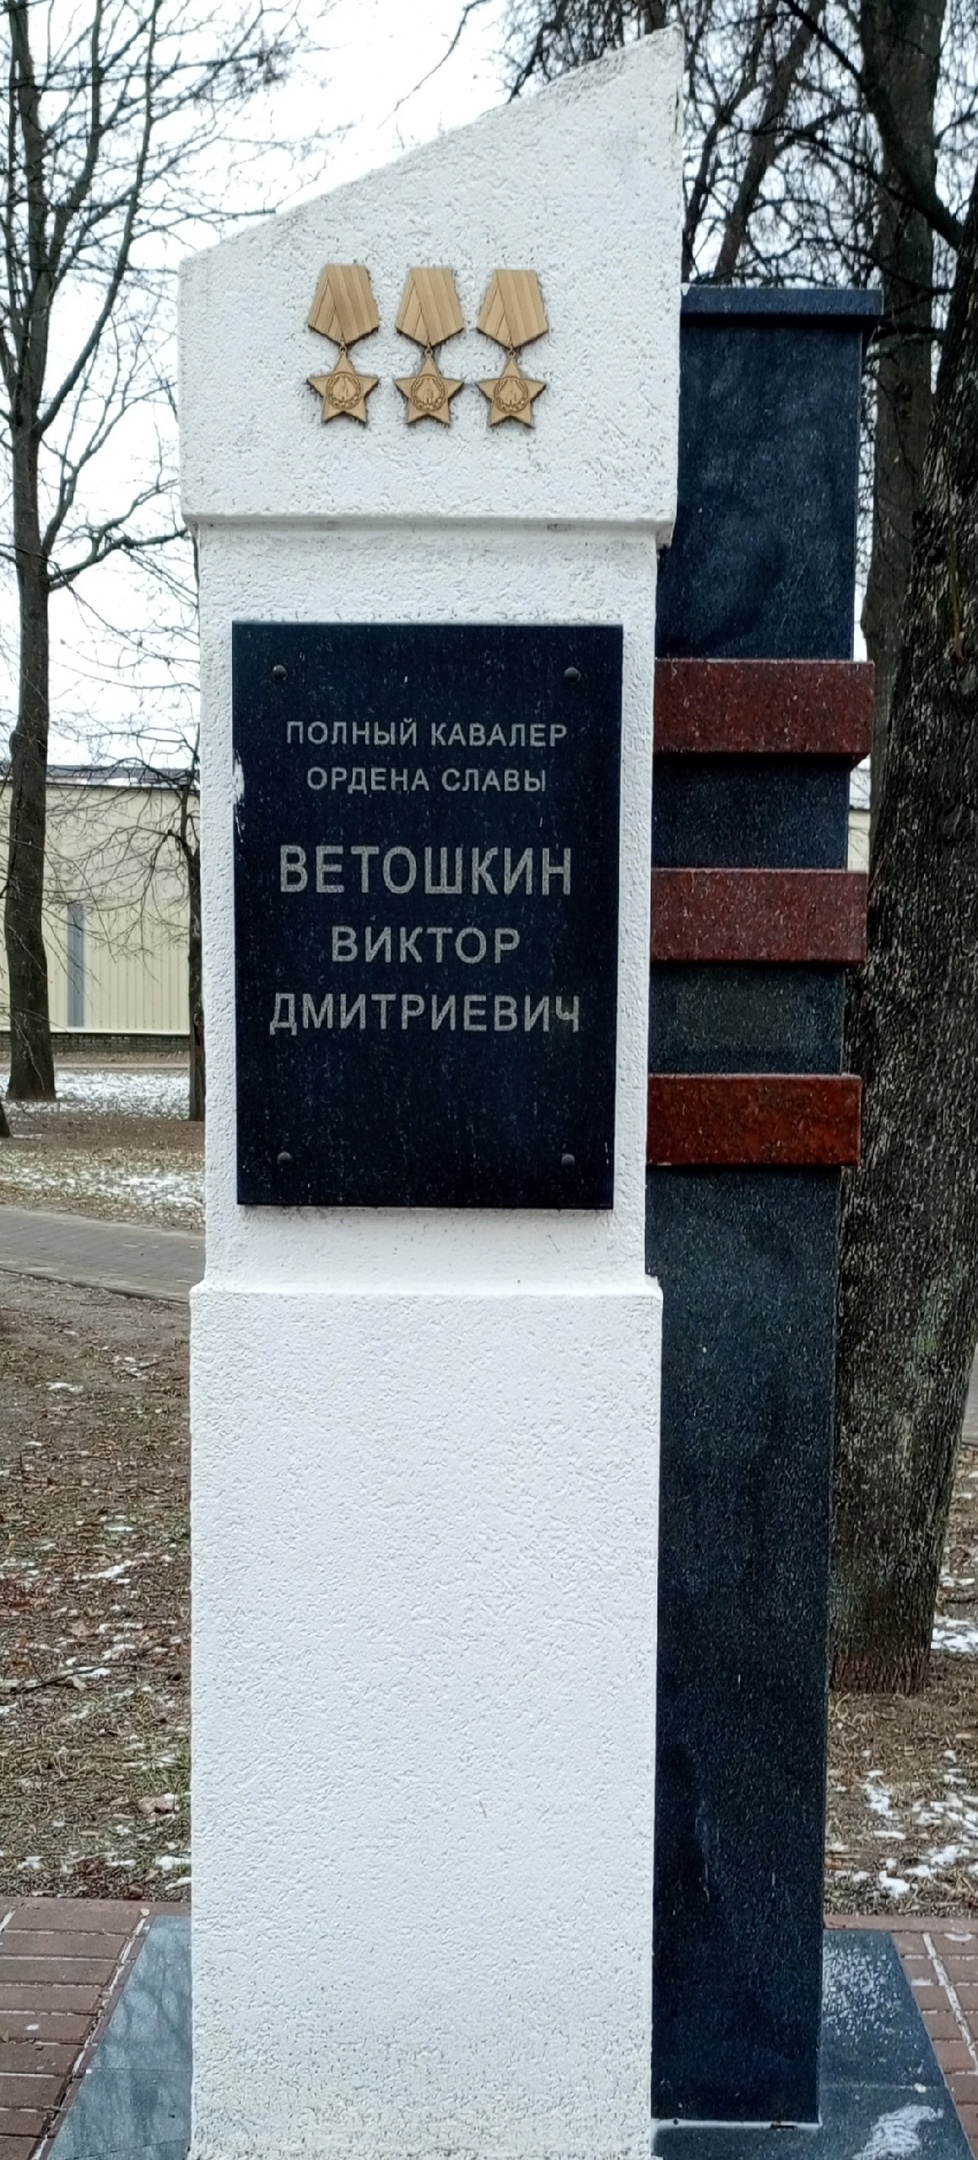 ПОЛНЫЙ КАВАЛЕР
ОРДЕНА СЛАВЫ
ВЕТОШКИН
ВИКТОР
ДМИТРИЕВИЧ